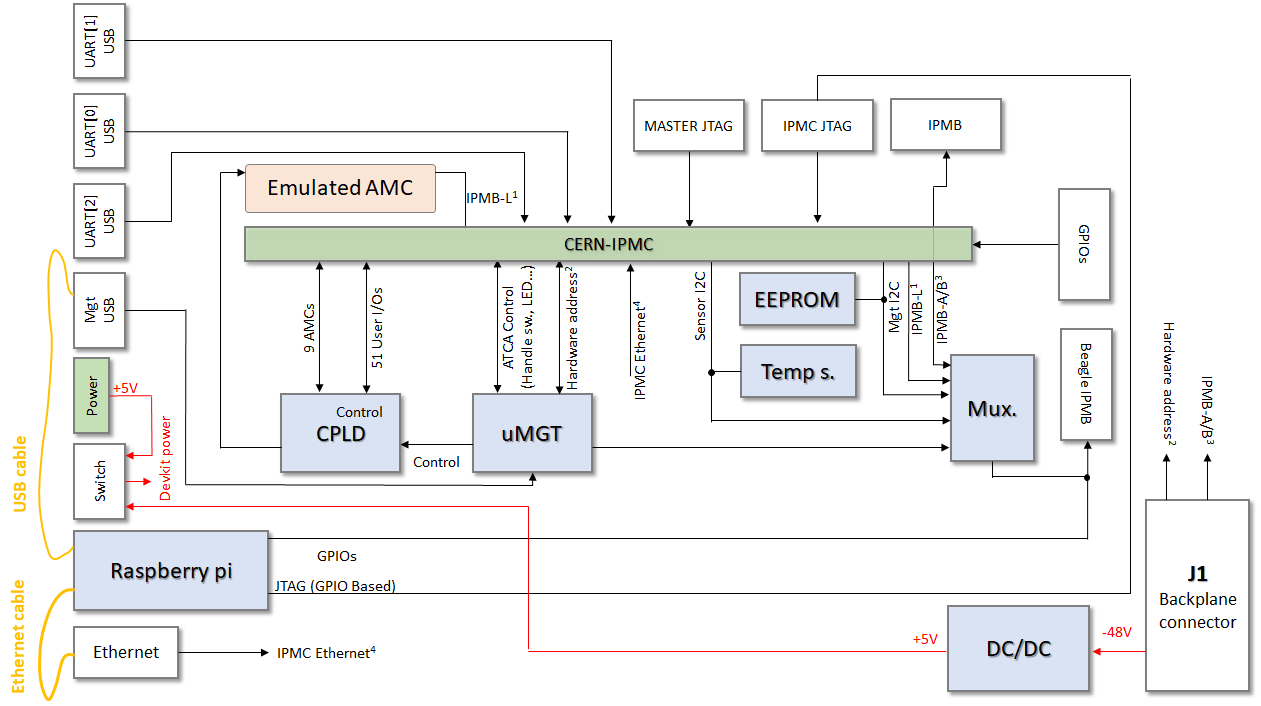 UART[1]
USB
UART[0]
USB
UART[2]
USB
Mgt
USB
Power
+5V
Switch
Devkit power
USB cable
Ethernet cable
Raspberry pi
GPIOs
JTAG (GPIO Based)
Ethernet
IPMC Ethernet⁴
Emulated AMC
IPMB-L¹
MASTER JTAG
IPMC JTAG
IPMB
GPIOs
CERN-IPMC
9 AMCs
51 User I/Os
ATCA Control
(Handle sw., LED...)
Hardware address²
IPMC Ethernet⁴
Sensor I2C
EEPROM
Temp s.
Mgt I2C
IPMB-L¹
IPMB-A/B³
Control
CPLD
Control
uMGT
Mux.
Beagle IPMB
Hardware address²
IPMB-A/B³
J1
Backplane
connector
-48V
DC/DC
+5V